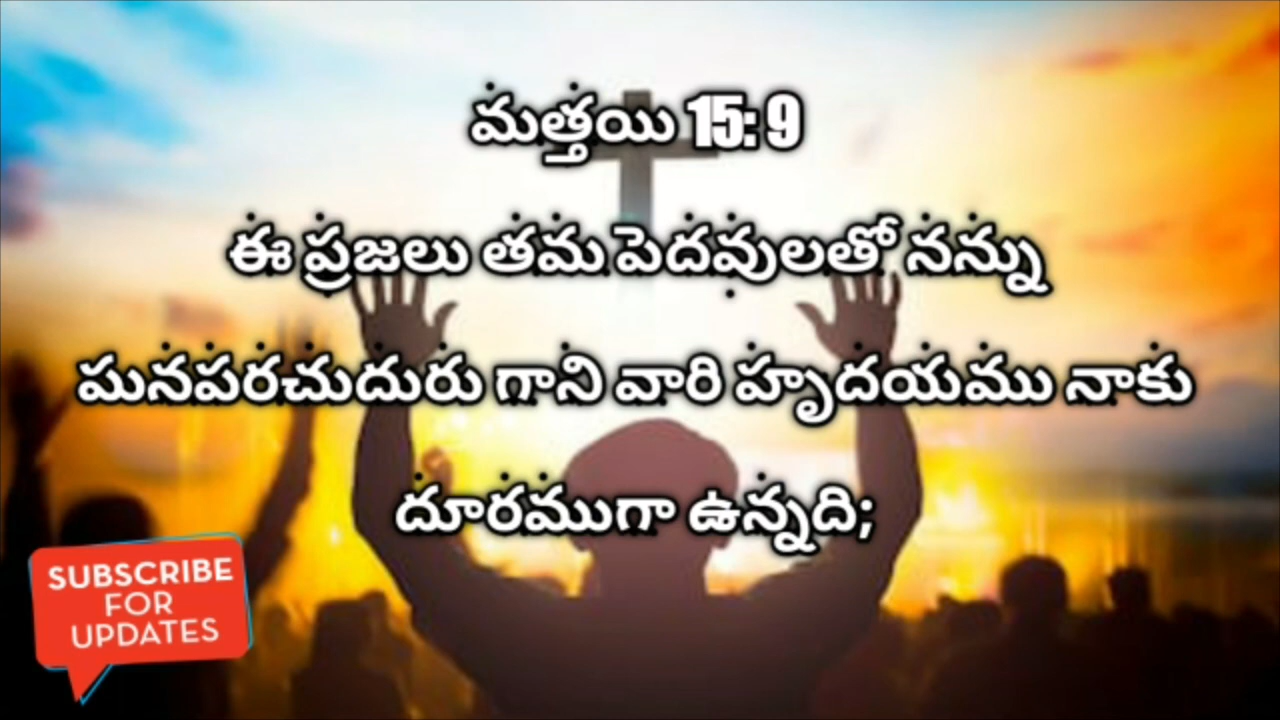 మత్తయి 15: 9
ఈ ప్రజలు తమ పెదవులతో నన్ను
ఘనపరచుదురు గాని వారి హృదయము నాకు
దూరముగా ఉన్నది;
SUBSCRIBE
FOR
UPDATES